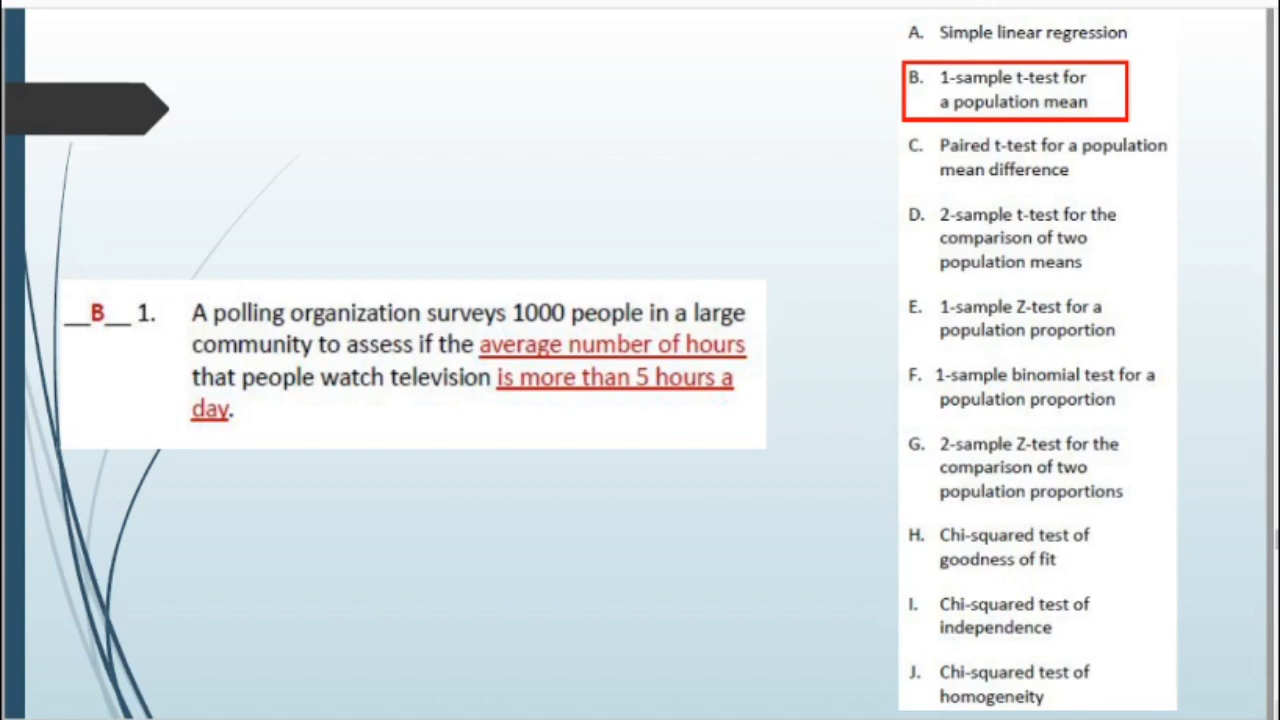 __B__ 1. A polling organization surveys 1000 people in a large
community to assess if the average number of hours
that people watch television is more than 5 hours a
day.
A. Simple linear regression
B. 1-sample t-test for
a population mean
C. Paired t-test for a population
mean difference
D. 2-sample t-test for the
comparison of two
population means
E. 1-sample Z-test for a
population proportion
F. 1-sample binomial test for a
population proportion
G. 2-sample Z-test for the
comparison of two
population proportions
H. Chi-squared test of
goodness of fit
I. Chi-squared test of
independence
J. Chi-squared test of
homogeneity